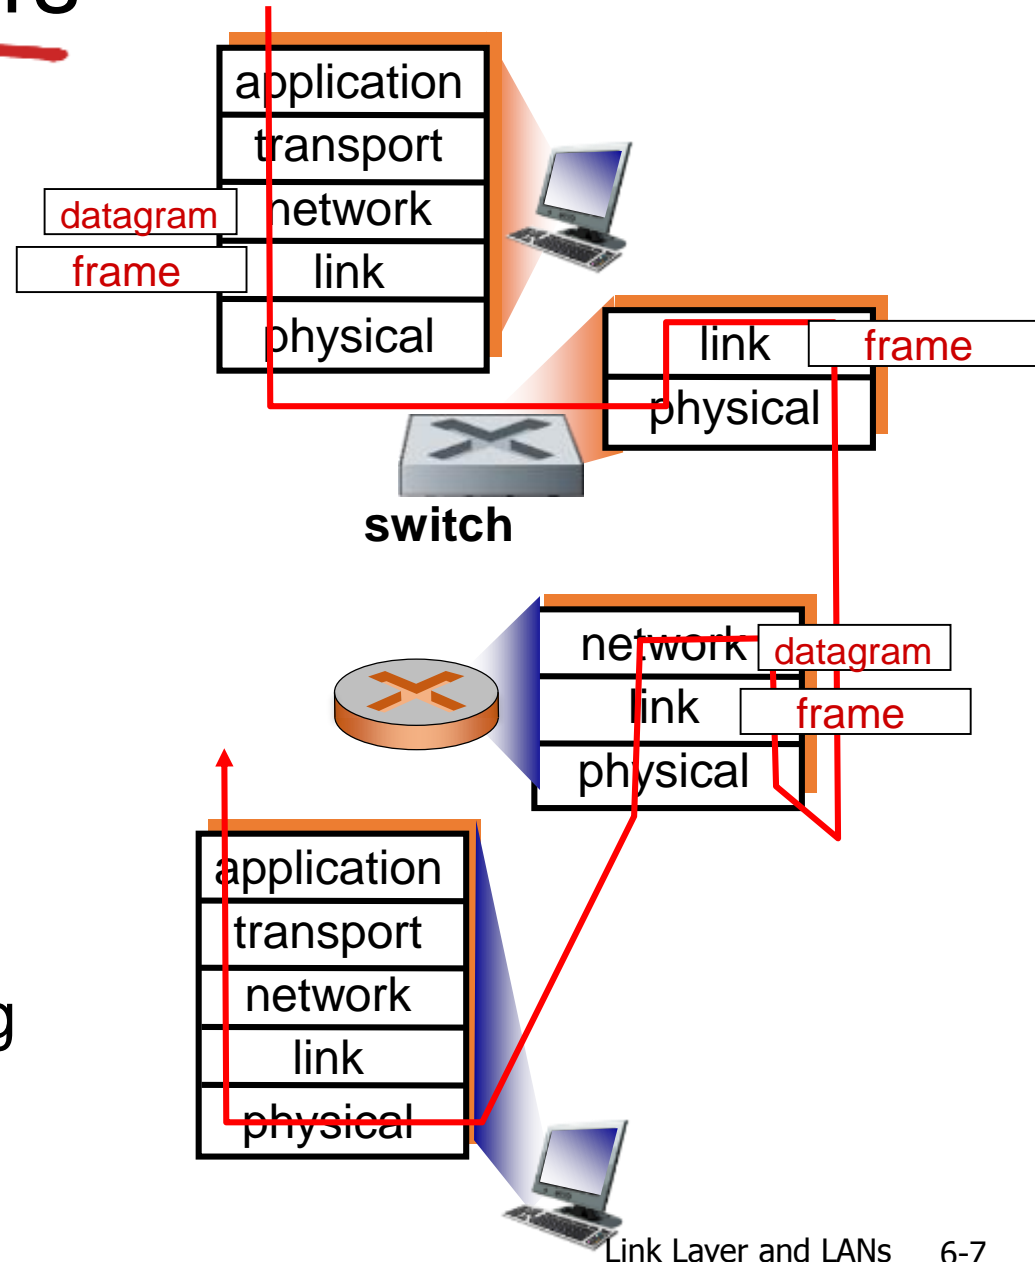 rs
application
transport
datagram network
frame link
physical
link frame
physical
switch
network datagram
link frame
physical
application
transport
network
g
link
physical
Link Layer and LANs 6-7